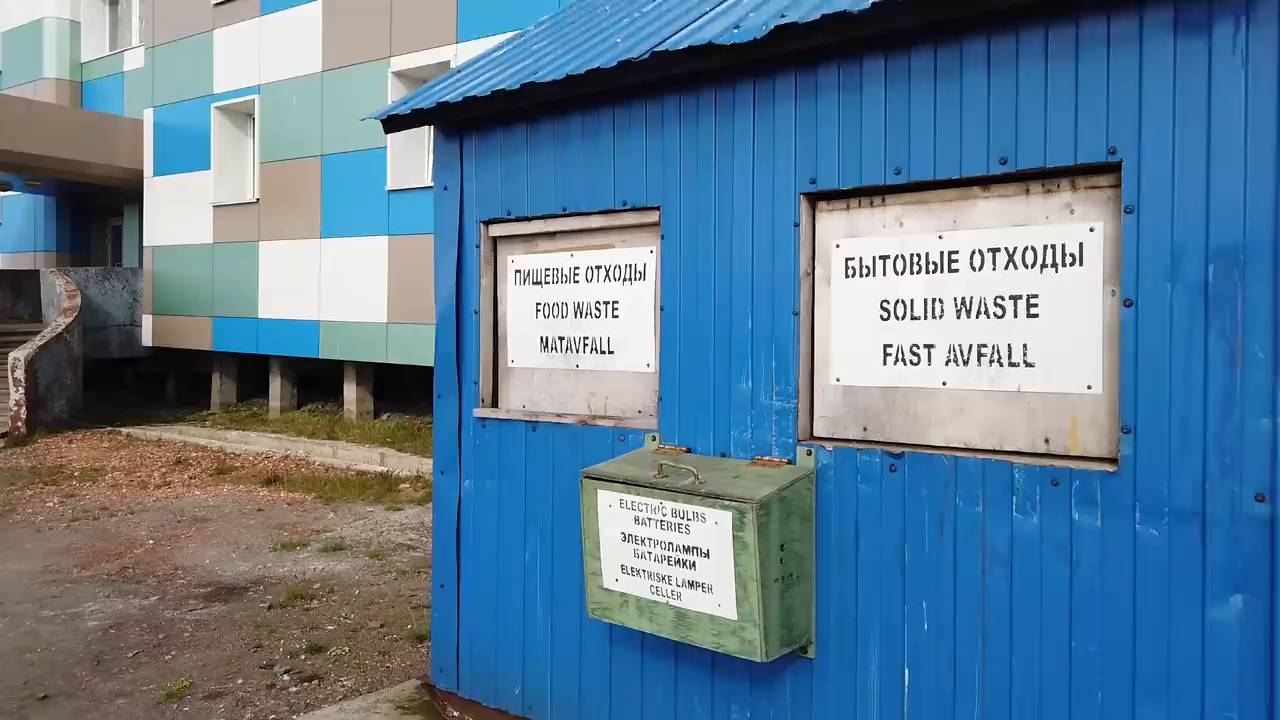 ПИЩЕВЫЕ ОТХОДЫ
FOOD WASTE
MATAVFALL
БЫТОВЫЕ ОТХОДЫ
SOLID WASTE
FAST AVFALL
ELECTRIC BULBS
BATTERIES
ЭЛЕКТРОЛАМПЫ
БАТАРЕЙКИ
ELEKTRISKE LAMPER
CELLER